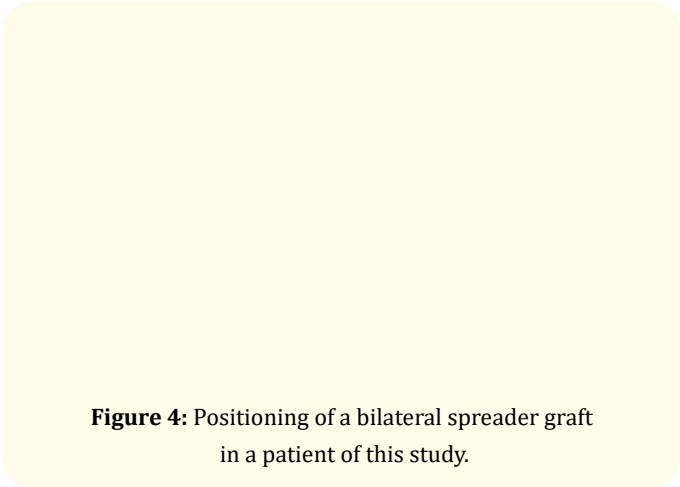 Figure 4: Positioning of a bilateral spreader graft
in a patient of this study.